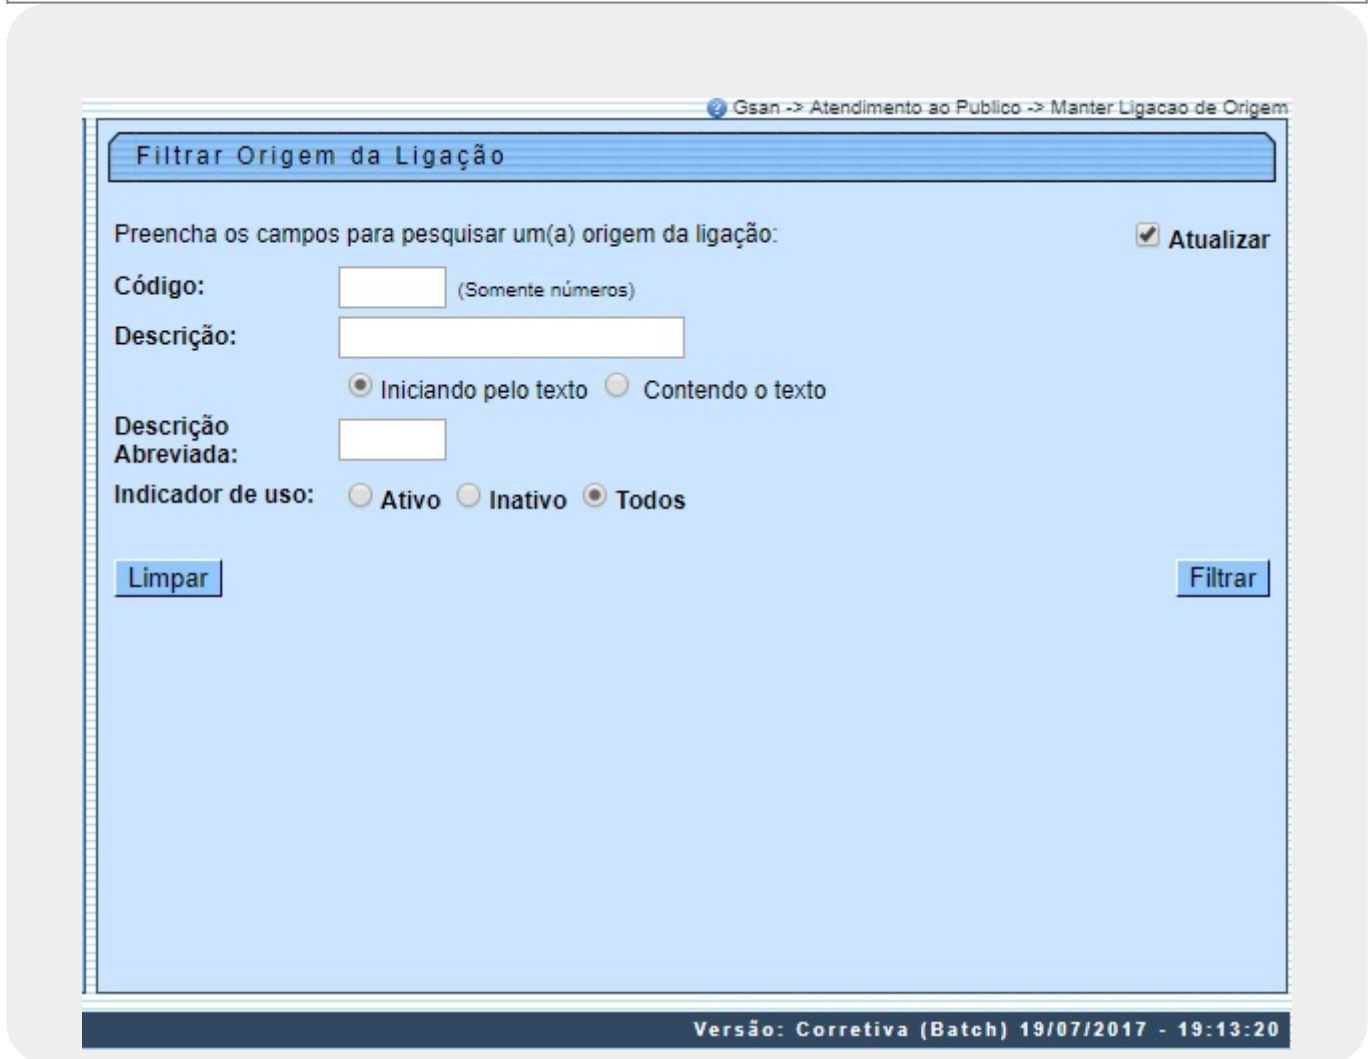 Gsan -> Atendimento ao Publico -> Manter Ligacao de Origem
Filtrar Origem da Ligação
Preencha os campos para pesquisar um(a) origem da ligação:
Atualizar
Código:
(Somente números)
Descrição:
Iniciando pelo texto Contendo o texto
Descrição
Abreviada:
Indicador de uso:
Ativo Inativo Todos
Limpar
Filtrar
Versão: Corretiva (Batch) 19/07/2017 - 19:13:20